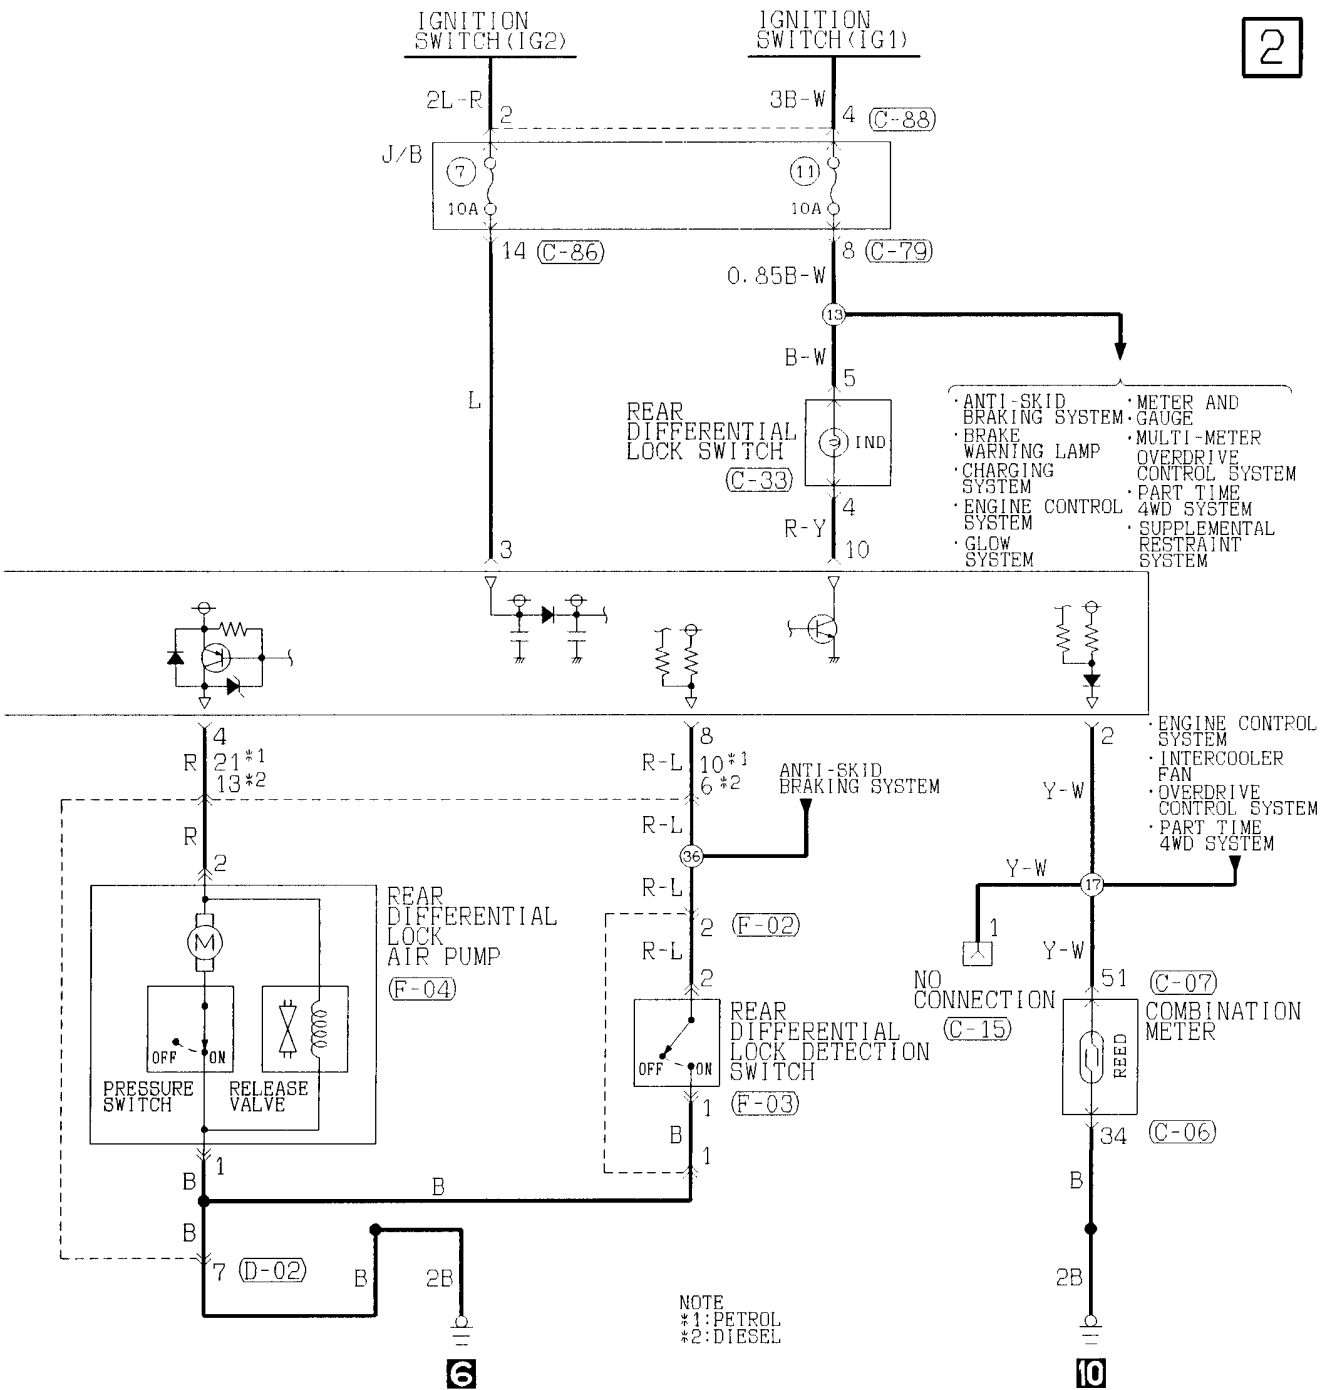 IGNITION
SWITCH(IG2)
IGNITION
SWITCH(IG1)
2
2L-R
2
3B-W
4
C-88
J/B
7
10A
11
10A
14
C-86
8
C-79
0.85B-W
13
B-W
5
L
REAR
DIFFERENTIAL
LOCK SWITCH
C-33
IND
4
R-Y
3
10
·ANTI-SKID
BRAKING SYSTEM
·BRAKE
WARNING LAMP
·CHARGING
SYSTEM
·ENGINE CONTROL
SYSTEM
·GLOW
SYSTEM
·METER AND
GAUGE
·MULTI-METER
OVERDRIVE
CONTROL SYSTEM
·PART TIME
4WD SYSTEM
·SUPPLEMENTAL
RESTRAINT
SYSTEM
4
R
21*1
13*2
R
2
8
R-L
10*1
6*2
ANTI-SKID
BRAKING SYSTEM
R-L
36
R-L
2
F-02
R-L
2
2
Y-W
·ENGINE CONTROL
SYSTEM
·INTERCOOLER
FAN
·OVERDRIVE
CONTROL SYSTEM
·PART TIME
4WD SYSTEM
Y-W
17
1
Y-W
NO
CONNECTION
C-15
51
C-07
COMBINATION
METER
REED
34
C-06
B
2B
10
REAR
DIFFERENTIAL
LOCK
AIR PUMP
F-04
M
OFF
ON
PRESSURE
SWITCH
RELEASE
VALVE
REAR
DIFFERENTIAL
LOCK DETECTION
SWITCH
OFF
ON
F-03
1
B
1
1
B
B
B
7
D-02
B
2B
6
NOTE
*1:PETROL
*2:DIESEL